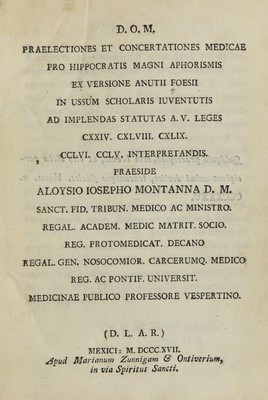 D. O. M.
PRAELECTIONES ET CONCERTATIONES MEDICAE
PRO HIPPOCRATIS MAGNI APHORISMIS
EX VERSIONE ANUTII FOESII
IN USSUM SCHOLARIS IUVENTUTIS
AD IMPLENDAS STATUTAS A. V. LEGES
CXXIV. CXLVIII. CXLIX.
CCLVI. CCLV. INTERPRETANDIS.
PRAESIDE
ALOYSIO IOSEPHO MONTANNA D. M.
SANCT. FID. TRIBUN. MEDICO AC MINISTRO.
REGAL. ACADEM. MEDIC MATRIT. SOCIO.
REG. PROTOMEDICAT. DECANO
REGAL. GEN. NOSOCOMIOR. CARCERUMQ. MEDICO
REG. AC PONTIF. UNIVERSIT.
MEDICINAE PUBLICO PROFESSORE VESPERTINO.
(D. L. A. R.)
MEXICI: M. DCCC.XVII.
Apud Marianum Zunnigam & Ontiverium,
in via Spiritus Sancti.